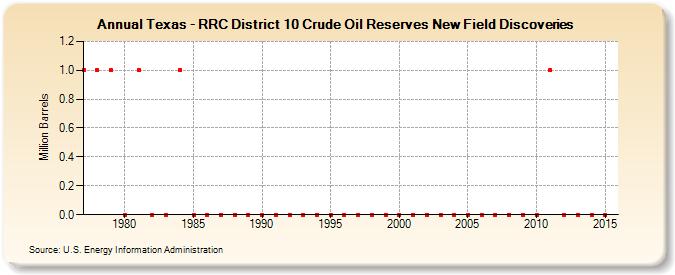 Annual Texas - RRC District 10 Crude Oil Reserves New Field Discoveries
Million Barrels
1.2
1.0
0.8
0.6
0.4
0.2
0.0
1980 1985 1990 1995 2000 2005 2010 2015
Source: U.S. Energy Information Administration